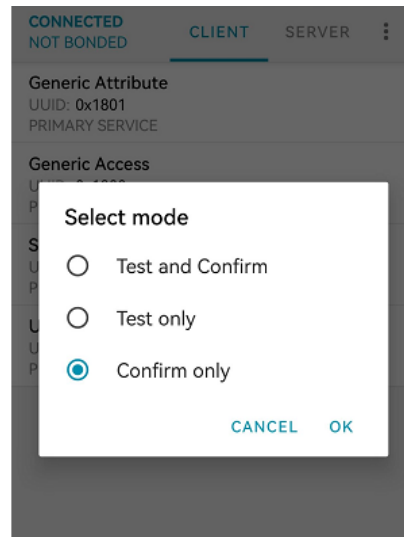 CONNECTED
NOT BONDED
CLIENT
SERVER
Generic Attribute
UUID: 0x1801
PRIMARY SERVICE
Generic Access
Select mode
Test and Confirm
Test only
Confirm only
CANCEL OK